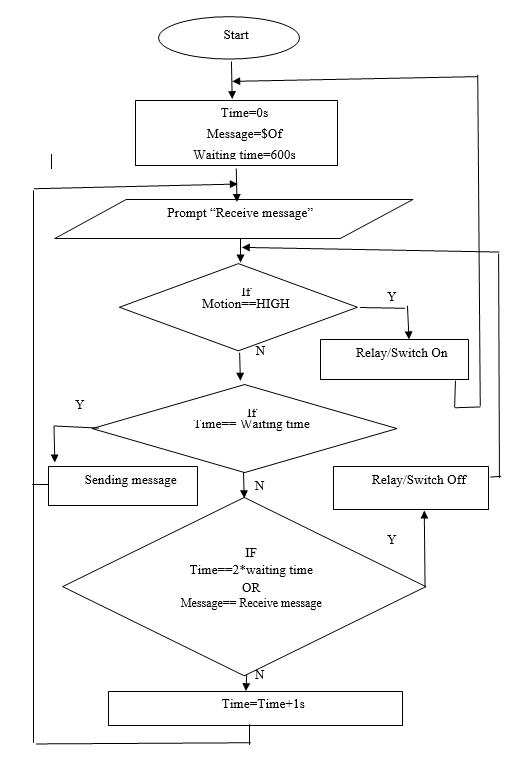 Start
Time=0s
Message=$Of
Waiting time=600s
Prompt “Receive message”
If
Motion==HIGH
Y
N
Relay/Switch On
If
Time== Waiting time
Y
N
Sending message
Relay/Switch Off
Y
IF
Time==2*waiting time
OR
Message== Receive message
N
Time=Time+1s